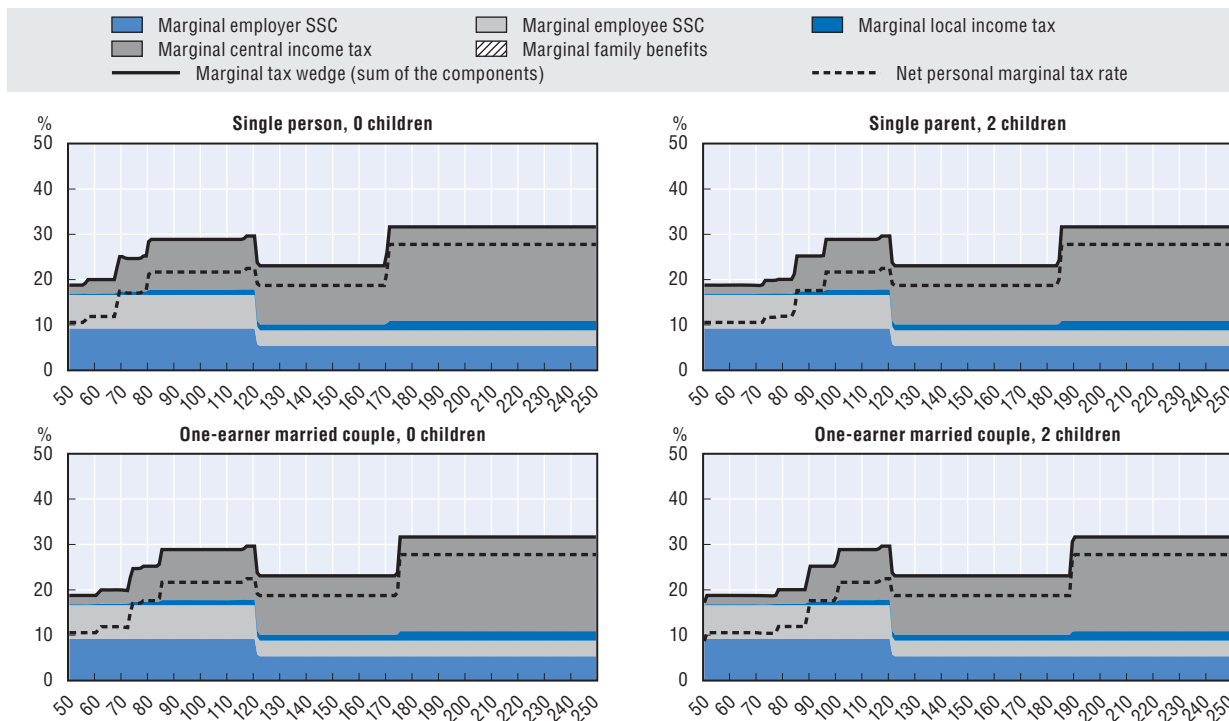 Marginal employer SSC Marginal employee SSC Marginal local income tax
Marginal central income tax Marginal family benefits
Marginal tax wedge (sum of the components) Net personal marginal tax rate
% Single person, 0 children
50
40
30
20
10
0
50 60 70 80 90 100 110 120 130 140 150 160 170 180 190 200 210 220 230 240 250
% Single parent, 2 children
50
40
30
20
10
0
50 60 70 80 90 100 110 120 130 140 150 160 170 180 190 200 210 220 230 240 250
% One-earner married couple, 0 children
50
40
30
20
10
0
50 60 70 80 90 100 110 120 130 140 150 160 170 180 190 200 210 220 230 240 250
% One-earner married couple, 2 children
50
40
30
20
10
0
50 60 70 80 90 100 110 120 130 140 150 160 170 180 190 200 210 220 230 240 250